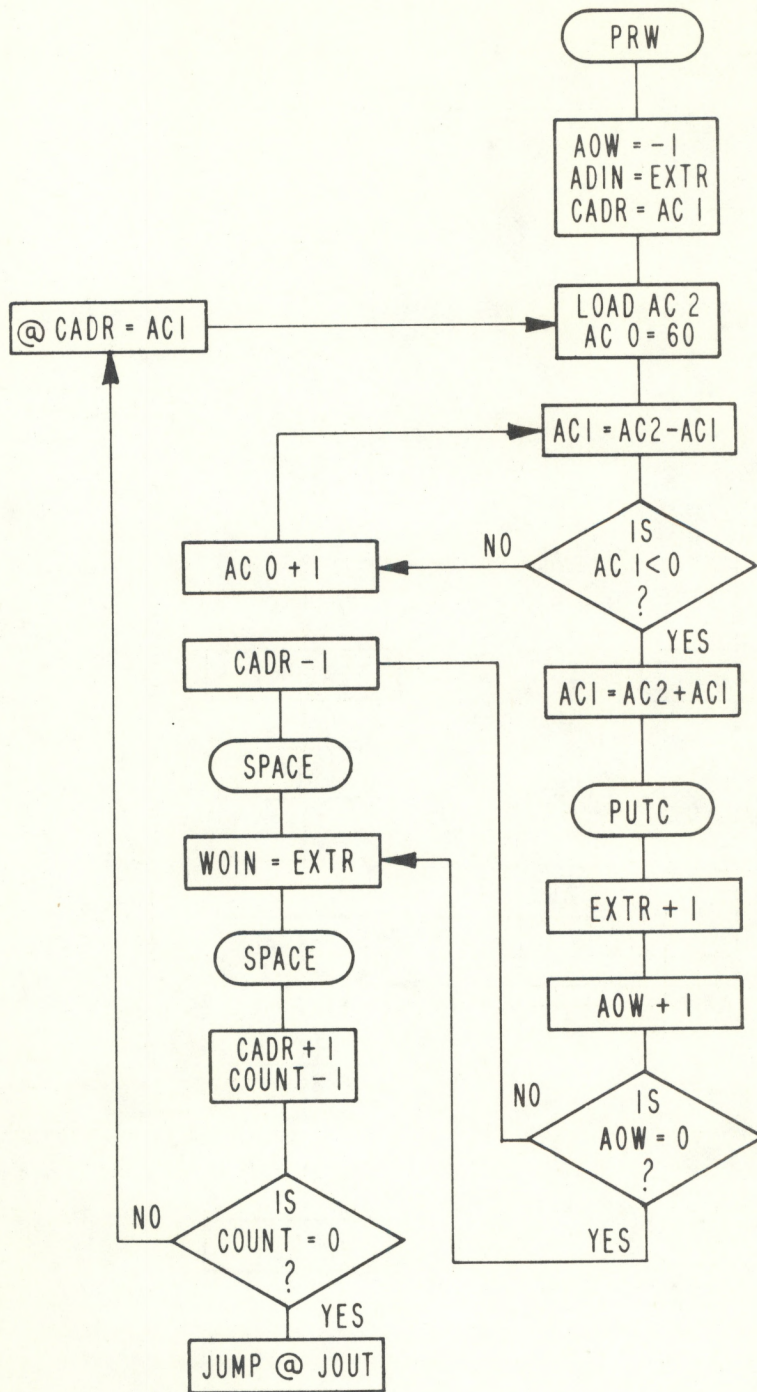 PRW
AOW = -1
ADIN = EXTR
CADR = AC 1
@ CADR = AC1
LOAD AC 2
AC 0 = 60
AC1 = AC2 - AC1
IS
AC 1 < 0
?
NO
YES
AC 0 + 1
CADR - 1
AC1 = AC2 + AC1
SPACE
PUTC
WOIN = EXTR
EXTR + 1
SPACE
AOW + 1
CADR + 1
COUNT - 1
NO
IS
AOW = 0
?
YES
NO
IS
COUNT = 0
?
YES
JUMP @ JOUT